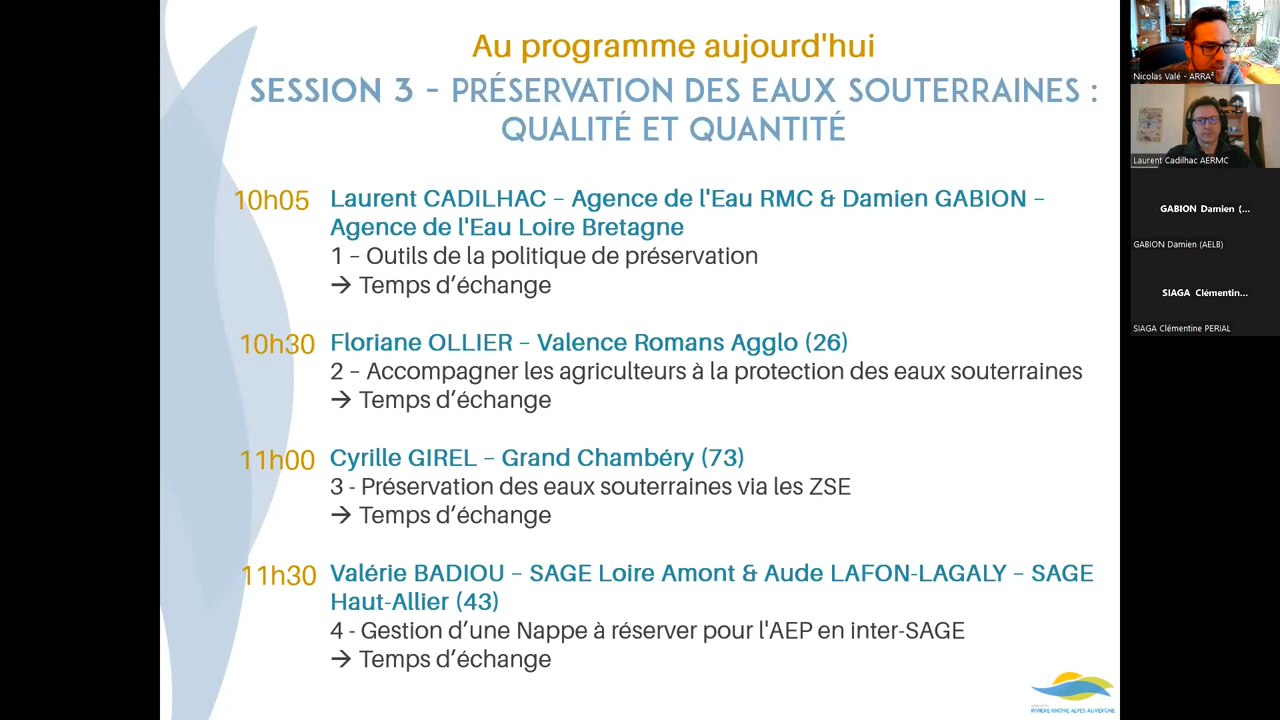 Au programme aujourd'hui
SESSION 3 - PRÉSERVATION DES EAUX SOUTERRAINES :
QUALITÉ ET QUANTITÉ
10h05
Laurent CADILHAC – Agence de l'Eau RMC & Damien GABION –
Agence de l'Eau Loire Bretagne
1 – Outils de la politique de préservation
→ Temps d’échange
10h30
Floriane OLLIER – Valence Romans Agglo (26)
2 – Accompagner les agriculteurs à la protection des eaux souterraines
→ Temps d’échange
11h00
Cyrille GIREL – Grand Chambéry (73)
3 - Préservation des eaux souterraines via les ZSE
→ Temps d’échange
11h30
Valérie BADIOU – SAGE Loire Amont & Aude LAFON-LAGALY – SAGE
Haut-Allier (43)
4 - Gestion d’une Nappe à réserver pour l'AEP en inter-SAGE
→ Temps d’échange
RIVIÈRE RHÔNE ALPES AUVERGNE
Nicolas Valé - ARRA²
Laurent Cadilhac AERMC
GABION Damien (...
GABION Damien (AELB)
SIAGA Clémentin...
SIAGA Clémentine PERIAL